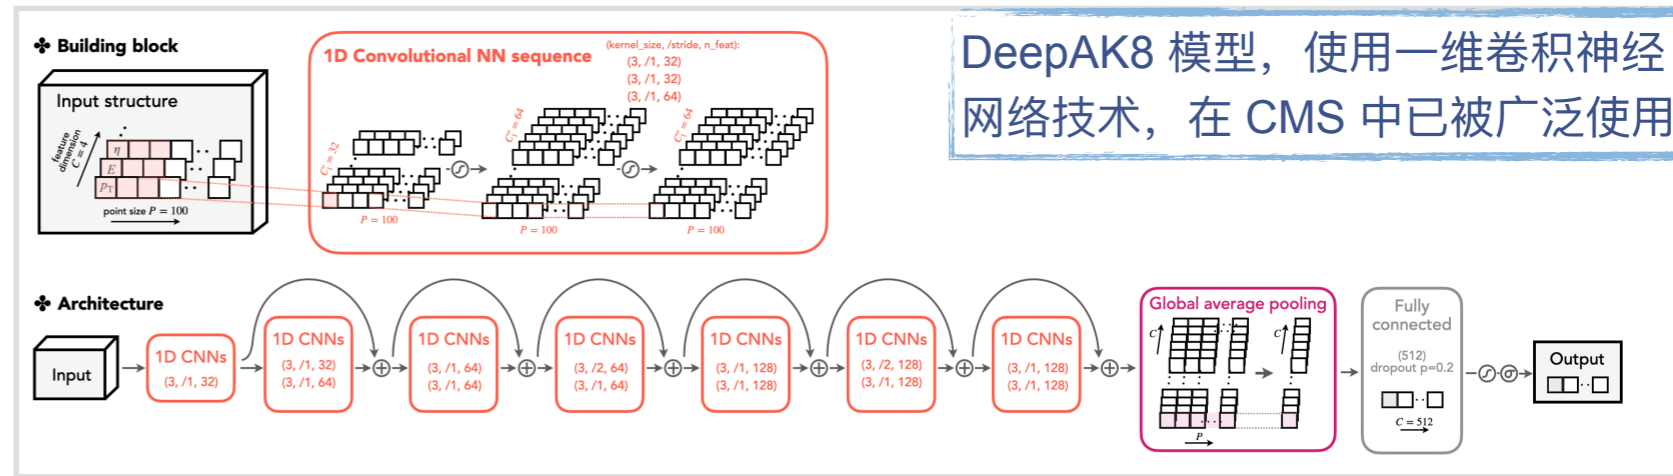 ✤ Building block
Input structure
feature
dimension
C = 4
η
E
p_T
point size P = 100
1D Convolutional NN sequence
(kernel_size, /stride, n_feat):
(3, /1, 32)
(3, /1, 32)
(3, /1, 64)
C'_1 = 32
P = 100
C'_1 = 64
P = 100
C'_1 = 64
P = 100
DeepAK8 模型，使用一维卷积神经
网络技术，在 CMS 中已被广泛使用
✤ Architecture
Input
1D CNNs
(3, /1, 32)
1D CNNs
(3, /1, 32)
(3, /1, 64)
1D CNNs
(3, /1, 64)
(3, /1, 64)
1D CNNs
(3, /2, 64)
(3, /1, 64)
1D CNNs
(3, /1, 128)
(3, /1, 128)
1D CNNs
(3, /2, 128)
(3, /1, 128)
1D CNNs
(3, /1, 128)
(3, /1, 128)
Global average pooling
C
C
P
Fully
connected
(512)
dropout p=0.2
C = 512
σ
Output